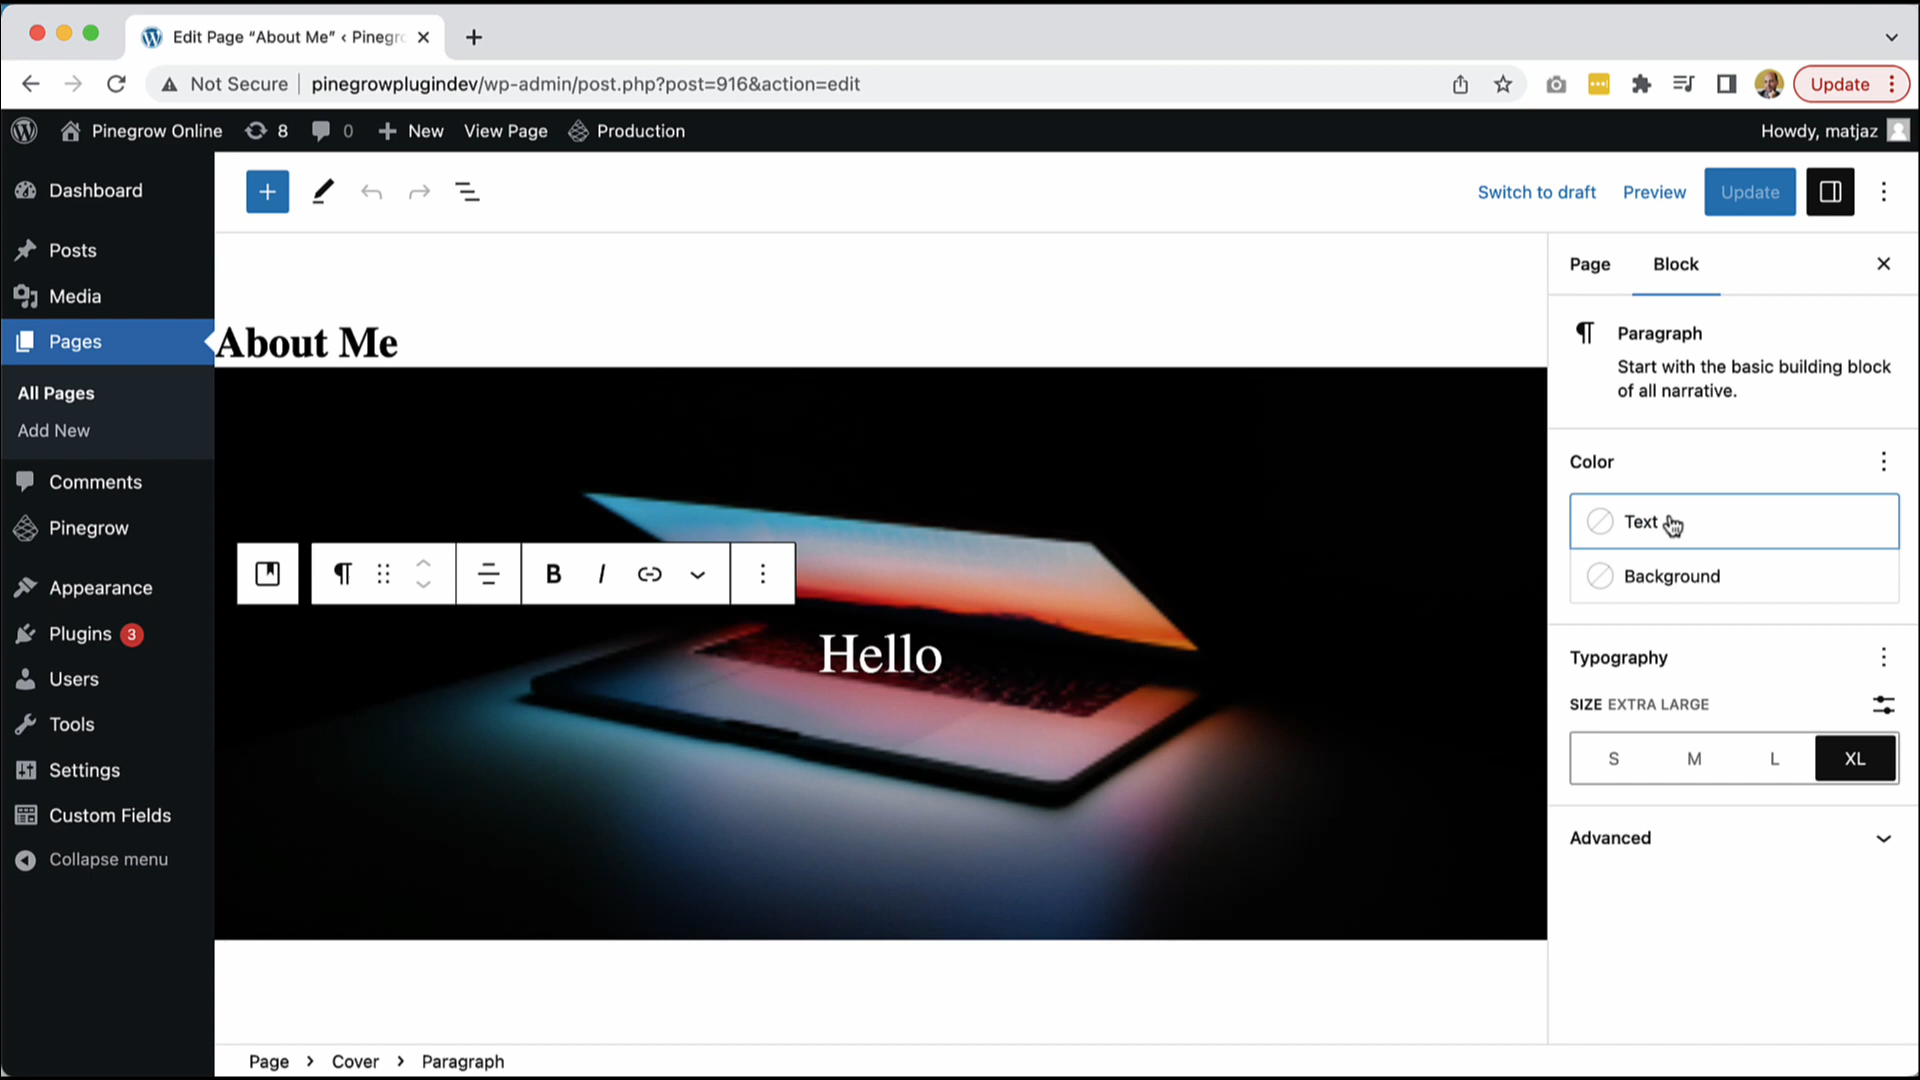 Edit Page “About Me” ‹ Pinegr
Not Secure pinegrowplugindev/wp-admin/post.php?post=916&action=edit Update
Pinegrow Online 8 0 New View Page Production Howdy, matjaz
Dashboard
Posts
Media
Pages
All Pages
Add New
Comments
Pinegrow
Appearance
Plugins 3
Users
Tools
Settings
Custom Fields
Collapse menu
Switch to draft Preview Update
About Me
B I
Hello
Page Block
Paragraph
Start with the basic building block
of all narrative.
Color
Text
Background
Typography
SIZE EXTRA LARGE
S M L XL
Advanced
Page › Cover › Paragraph